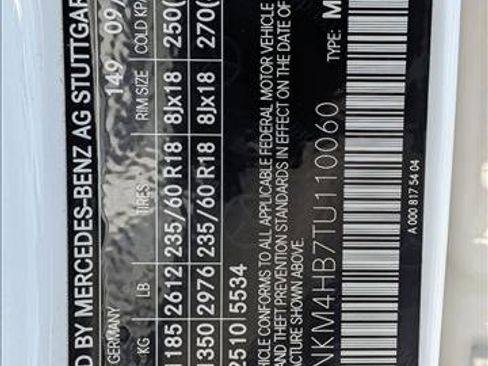 D BY MERCEDES-BENZ AG STUTTGAR
GERMANY 149 09/
KG LB TIRES RIM SIZE COLD KP
1185 2612 235/60 R18 8Jx18 250(
1350 2976 235/60 R18 8Jx18 270(
2510 5534
EHICLE CONFORMS TO ALL APPLICABLE FEDERAL MOTOR VEHICLE
AND THEFT PREVENTION STANDARDS IN EFFECT ON THE DATE OF
FACTURE SHOWN ABOVE.
NKM4HB7TU110060 TYPE: M
A 000 817 54 04